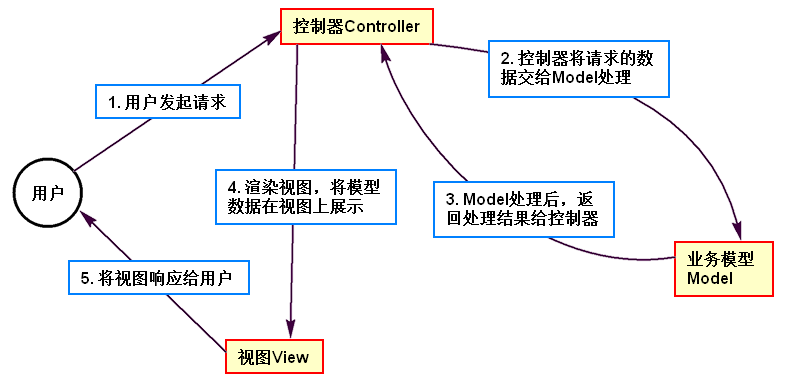 控制器Controller
2. 控制器将请求的数
据交给Model处理
1. 用户发起请求
用户
4. 渲染视图，将模型
数据在视图上展示
3. Model处理后，返
回处理结果给控制器
业务模型
Model
5. 将视图响应给用户
视图View